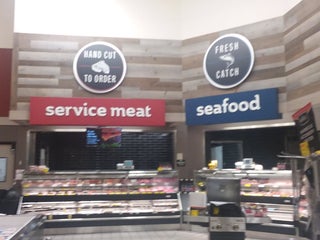 HAND CUT
TO ORDER
FRESH
CATCH
service meat
seafood